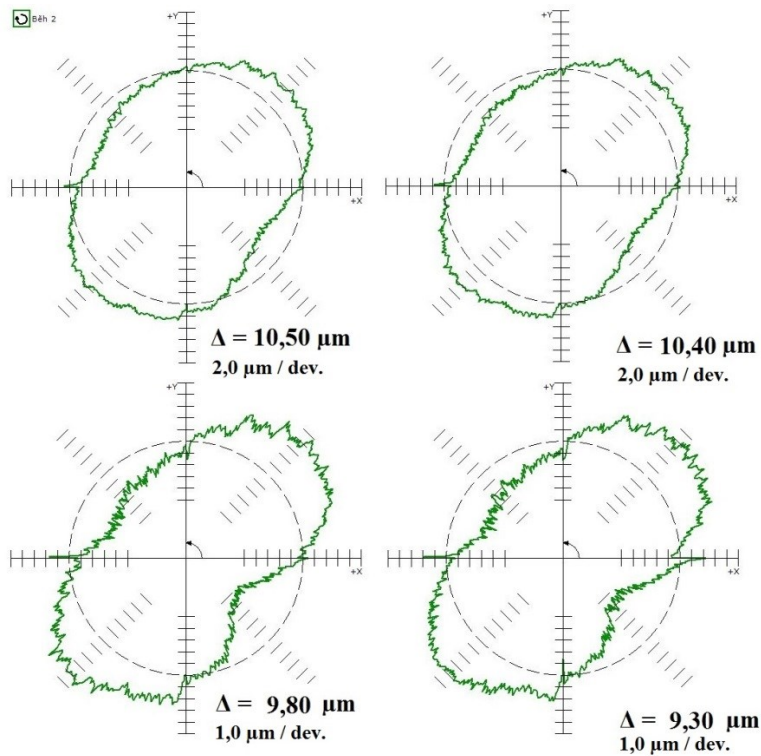 Běh 2
+Y
+X
Δ = 10,50 μm
2,0 μm / dev.
+Y
+X
Δ = 10,40 μm
2,0 μm / dev.
+Y
+X
Δ = 9,80 μm
1,0 μm / dev.
+Y
+X
Δ = 9,30 μm
1,0 μm / dev.